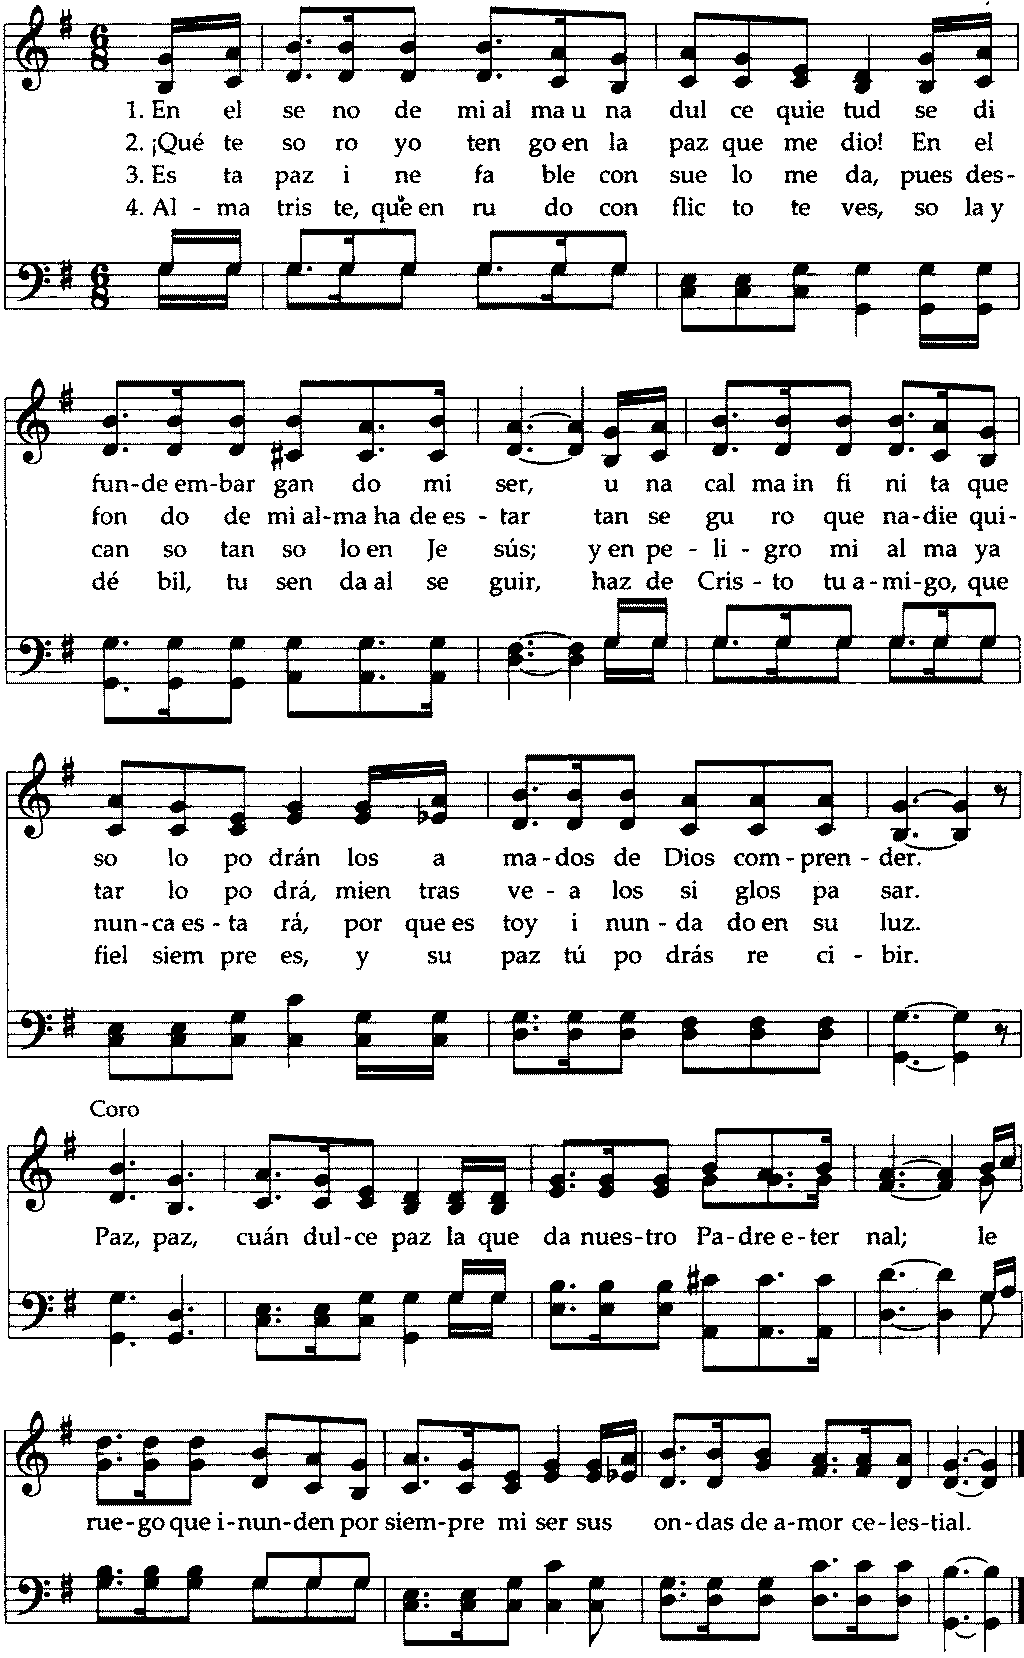 1. En el se no de mi al ma u na dul ce quie tud se di
2. ¡Qué te so ro yo ten go en la paz que me dio! En el
3. Es ta paz i ne fa ble con sue lo me da, pues des-
4. Al - ma tris te, que en ru do con flic to te ves, so la y
fun-de em-bar gan do mi ser, u na cal ma in fi ni ta que
fon do de mi al-ma ha de es - tar tan se gu ro que na-die qui-
can so tan so lo en Je sús; y en pe - li - gro mi al ma ya
dé bil, tu sen da al se guir, haz de Cris - to tu a-mi-go, que
so lo po drán los a ma-dos de Dios com-pren-der.
tar lo po drá, mien tras ve-a los si glos pa sar.
nun-ca es-ta rá, por que es toy i nun-da do en su luz.
fiel siem pre es, y su paz tú po drás re ci-bir.
Coro
Paz, paz, cuán dul-ce paz la que da nues-tro Pa-dre e-ter nal; le
rue-go que i-nun-den por siem-pre mi ser sus on-das de a-mor ce-les-tial.